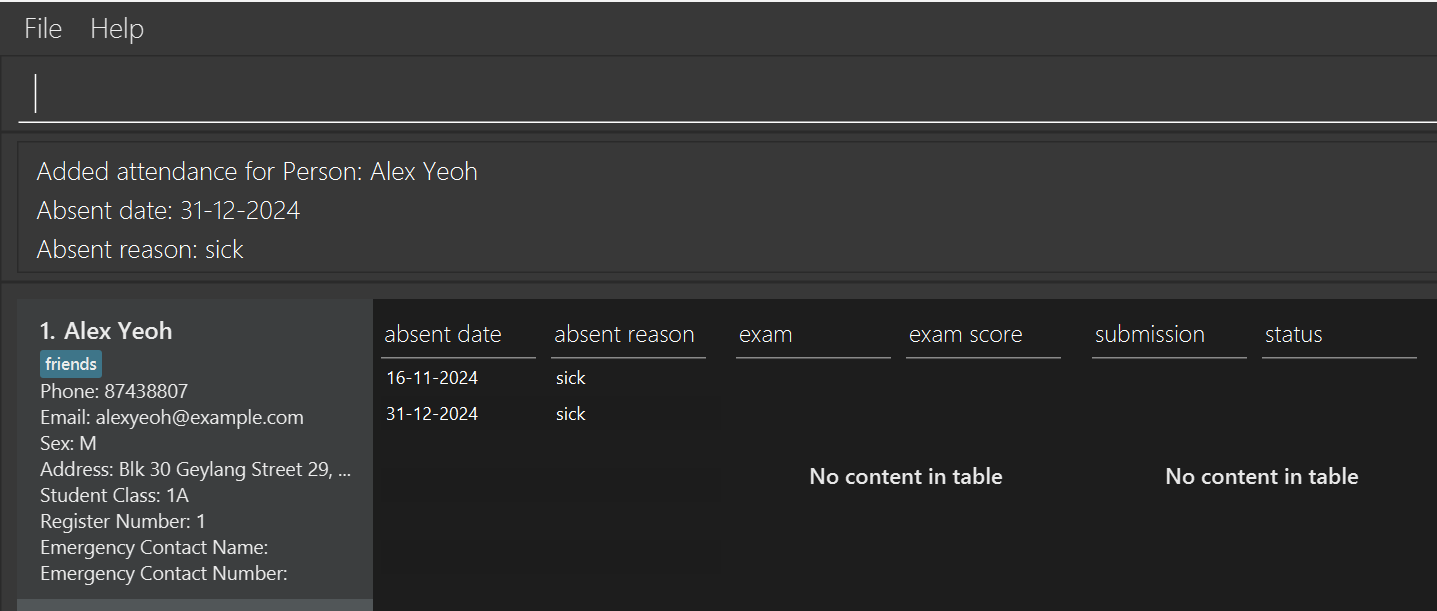 File Help
Added attendance for Person: Alex Yeoh
Absent date: 31-12-2024
Absent reason: sick
1. Alex Yeoh
friends
Phone: 87438807
Email: alexyeoh@example.com
Sex: M
Address: Blk 30 Geylang Street 29, ...
Student Class: 1A
Register Number: 1
Emergency Contact Name:
Emergency Contact Number:
absent date absent reason exam exam score submission status
16-11-2024 sick
31-12-2024 sick
No content in table No content in table